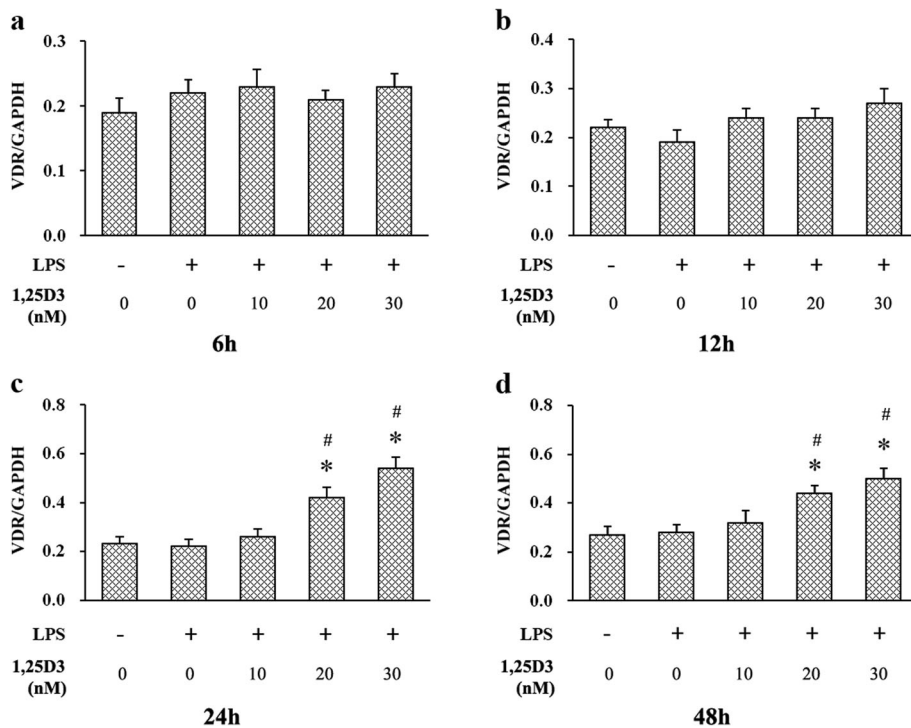 a
VDR/GAPDH
0.3
0.2
0.1
0.0
LPS - + + + +
1,25D3 (nM) 0 0 10 20 30
6h
b
VDR/GAPDH
0.4
0.3
0.2
0.1
0.0
LPS - + + + +
1,25D3 (nM) 0 0 10 20 30
12h
c
VDR/GAPDH
0.8
0.6
0.4
0.2
0.0
# #
* *
LPS - + + + +
1,25D3 (nM) 0 0 10 20 30
24h
d
VDR/GAPDH
0.8
0.6
0.4
0.2
0.0
# #
* *
LPS - + + + +
1,25D3 (nM) 0 0 10 20 30
48h